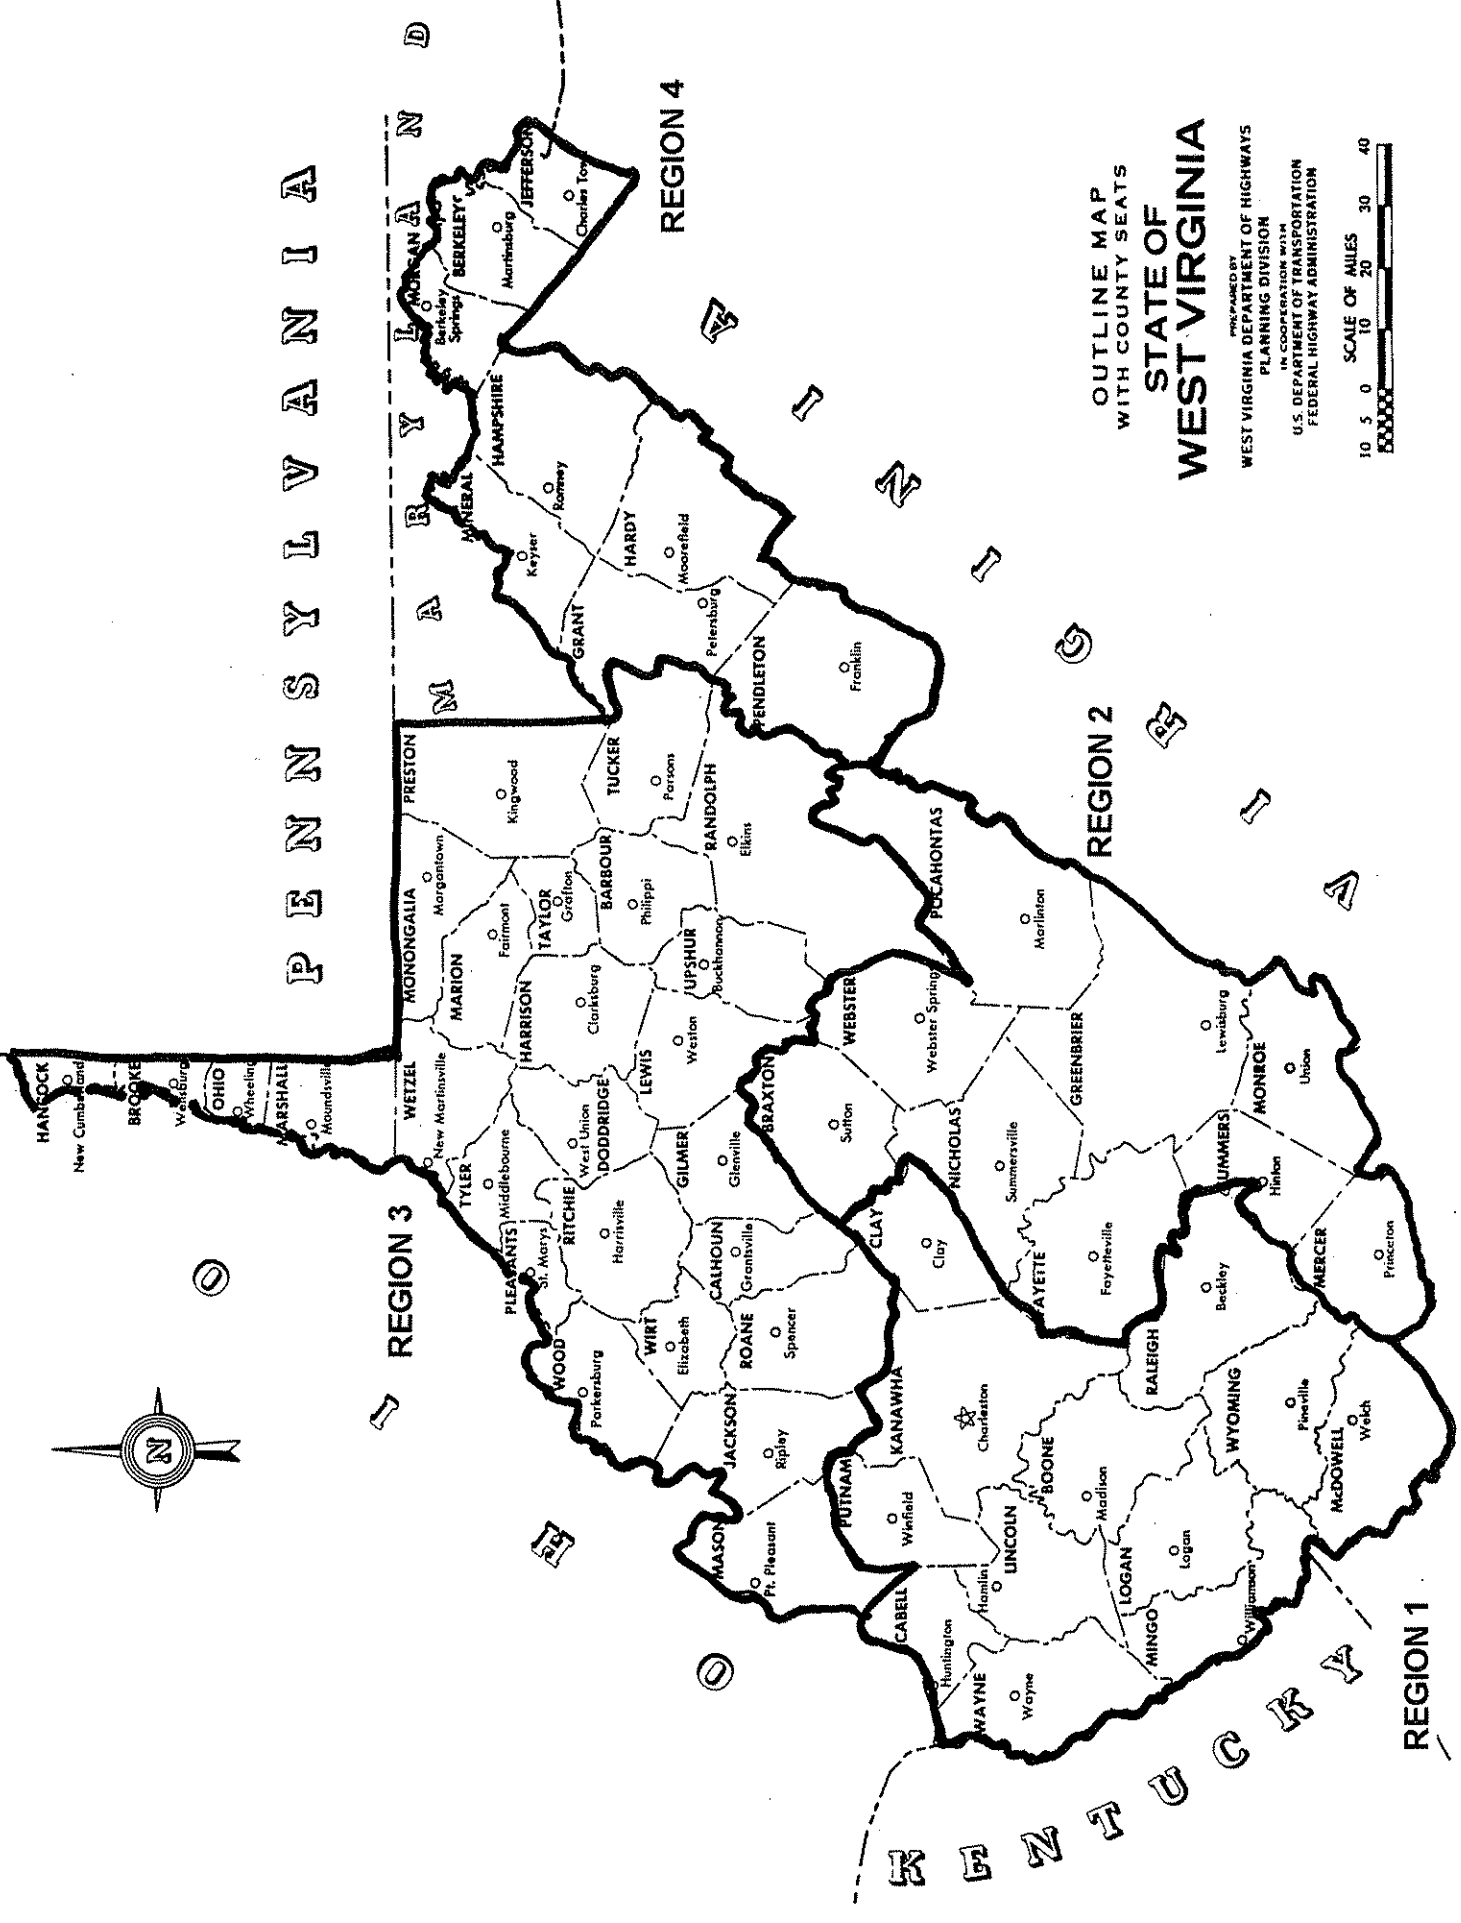 PENNSYLVANIA
MARYLAND
OHIO
KENTUCKY
VIRGINIA
N
REGION 1
REGION 2
REGION 3
REGION 4
HANCOCK
New Cumberland
BROOKE
Wellsburg
OHIO
Wheeling
MARSHALL
Moundsville
WETZEL
New Martinsville
MONONGALIA
Morgantown
PRESTON
Kingwood
MARION
Fairmont
TAYLOR
Grafton
TYLER
Middlebourne
PLEASANTS
St. Marys
RITCHIE
Harrisville
DODDRIDGE
West Union
HARRISON
Clarksburg
BARBOUR
Philippi
TUCKER
Parsons
RANDOLPH
Elkins
UPSHUR
Buckhannon
LEWIS
Weston
GILMER
Glenville
CALHOUN
Grantsville
WIRT
Elizabeth
WOOD
Parkersburg
ROANE
Spencer
JACKSON
Ripley
MASON
Pt. Pleasant
MORGAN
Berkeley
Springs
BERKELEY
Martinsburg
JEFFERSON
Charles Town
HAMPSHIRE
Romney
MINERAL
Keyser
GRANT
Petersburg
HARDY
Moorefield
PENDLETON
Franklin
POCAHONTAS
Marlinton
WEBSTER
Webster Springs
BRAXTON
Sutton
NICHOLAS
Summersville
GREENBRIER
Lewisburg
MONROE
Union
SUMMERS
Hinton
MERCER
Princeton
FAYETTE
Fayetteville
CLAY
Clay
KANAWHA
Charleston
PUTNAM
Winfield
CABELL
Huntington
WAYNE
Wayne
LINCOLN
Hamlin
BOONE
Madison
LOGAN
Logan
MINGO
Williamson
RALEIGH
Beckley
WYOMING
Pineville
McDOWELL
Welch
OUTLINE MAP
WITH COUNTY SEATS
STATE OF
WEST VIRGINIA
PREPARED BY
WEST VIRGINIA DEPARTMENT OF HIGHWAYS
PLANNING DIVISION
IN COOPERATION WITH
U.S. DEPARTMENT OF TRANSPORTATION
FEDERAL HIGHWAY ADMINISTRATION
SCALE OF MILES
10 5 0 10 20 30 40